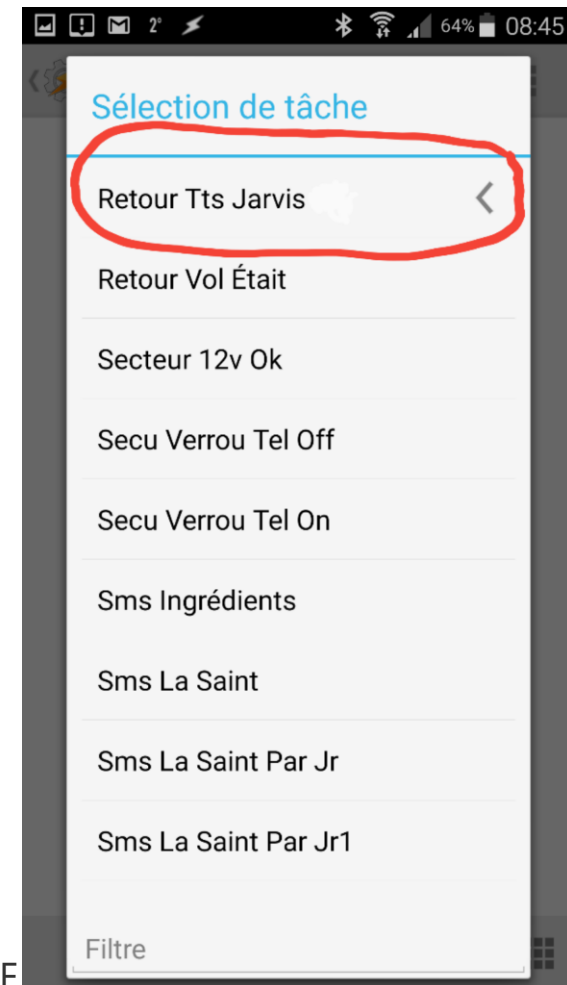 2° 64% 08:45
Sélection de tâche
Retour Tts Jarvis
Retour Vol Était
Secteur 12v Ok
Secu Verrou Tel Off
Secu Verrou Tel On
Sms Ingrédients
Sms La Saint
Sms La Saint Par Jr
Sms La Saint Par Jr1
Filtre
F